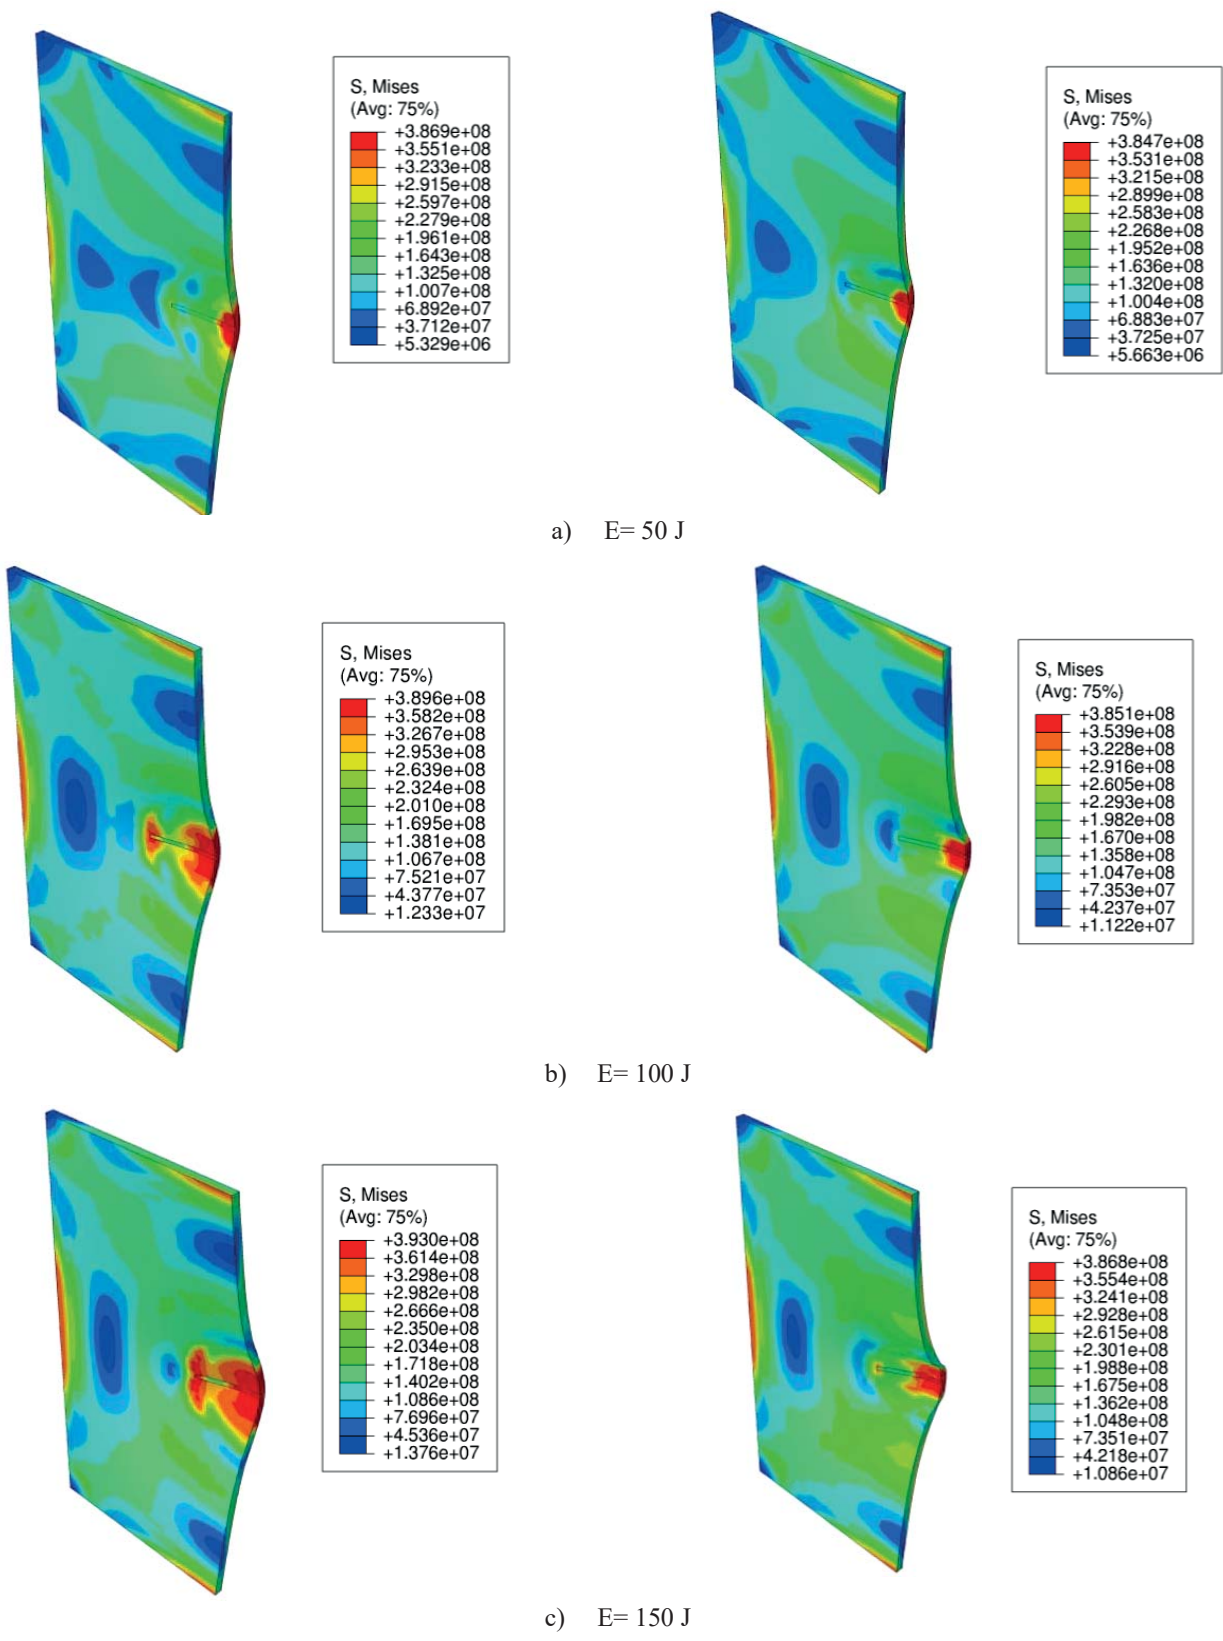 S, Mises
(Avg: 75%)
+3.869e+08
+3.551e+08
+3.233e+08
+2.915e+08
+2.597e+08
+2.279e+08
+1.961e+08
+1.643e+08
+1.325e+08
+1.007e+08
+6.892e+07
+3.712e+07
+5.329e+06
S, Mises
(Avg: 75%)
+3.847e+08
+3.531e+08
+3.215e+08
+2.899e+08
+2.583e+08
+2.268e+08
+1.952e+08
+1.636e+08
+1.320e+08
+1.004e+08
+6.883e+07
+3.725e+07
+5.663e+06
a) E= 50 J
S, Mises
(Avg: 75%)
+3.896e+08
+3.582e+08
+3.267e+08
+2.953e+08
+2.639e+08
+2.324e+08
+2.010e+08
+1.695e+08
+1.381e+08
+1.067e+08
+7.521e+07
+4.377e+07
+1.233e+07
S, Mises
(Avg: 75%)
+3.851e+08
+3.539e+08
+3.228e+08
+2.916e+08
+2.605e+08
+2.293e+08
+1.982e+08
+1.670e+08
+1.358e+08
+1.047e+08
+7.353e+07
+4.237e+07
+1.122e+07
b) E= 100 J
S, Mises
(Avg: 75%)
+3.930e+08
+3.614e+08
+3.298e+08
+2.982e+08
+2.666e+08
+2.350e+08
+2.034e+08
+1.718e+08
+1.402e+08
+1.086e+08
+7.696e+07
+4.536e+07
+1.376e+07
S, Mises
(Avg: 75%)
+3.868e+08
+3.554e+08
+3.241e+08
+2.928e+08
+2.615e+08
+2.301e+08
+1.988e+08
+1.675e+08
+1.362e+08
+1.048e+08
+7.351e+07
+4.218e+07
+1.086e+07
c) E= 150 J